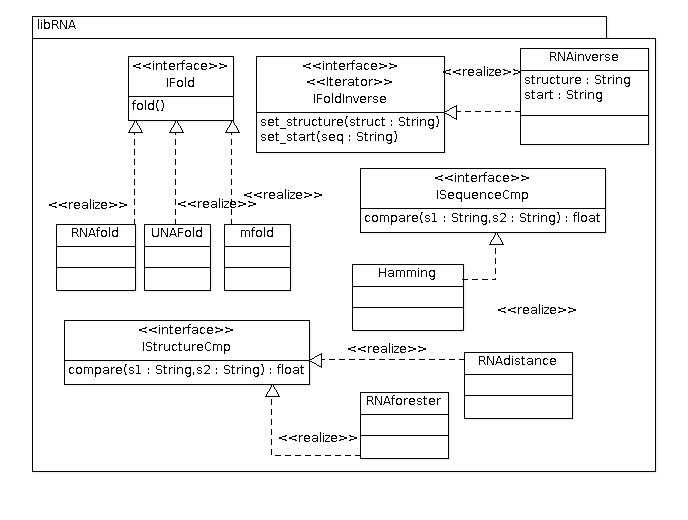 libRNA
<<interface>>
IFold
fold()
<<interface>>
<<Iterator>>
IFoldInverse
set_structure(struct : String)
set_start(seq : String)
<<realize>>
RNAinverse
structure : String
start : String
<<interface>>
ISequenceCmp
compare(s1 : String,s2 : String) : float
<<realize>>
<<realize>>
<<realize>>
RNAfold
UNAFold
mfold
Hamming
<<realize>>
<<interface>>
IStructureCmp
compare(s1 : String,s2 : String) : float
<<realize>>
RNAdistance
RNAforester
<<realize>>